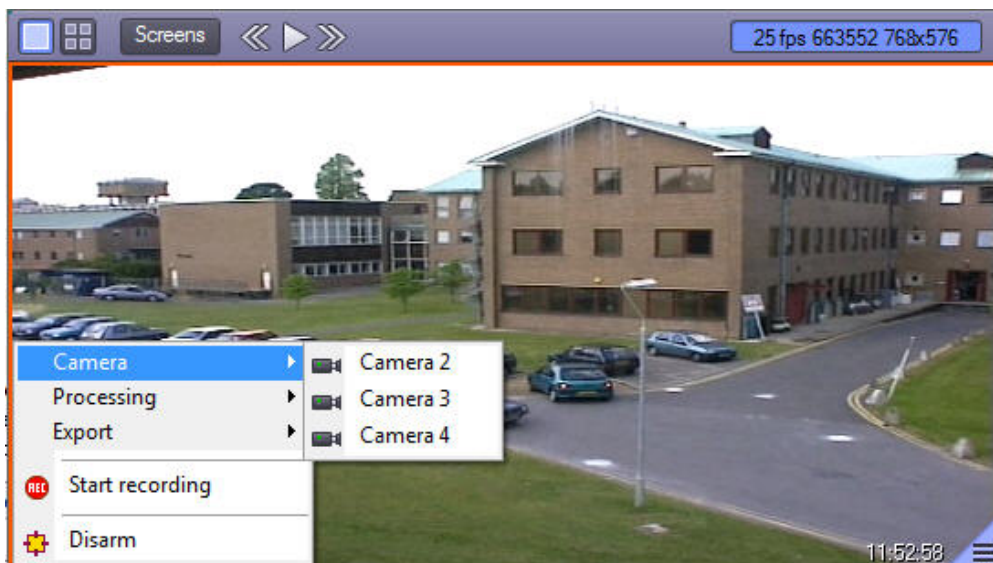 Screens
25 fps 663552 768x576
Camera
Camera 2
Processing
Camera 3
Export
Camera 4
REC
Start recording
Disarm
11:52:58